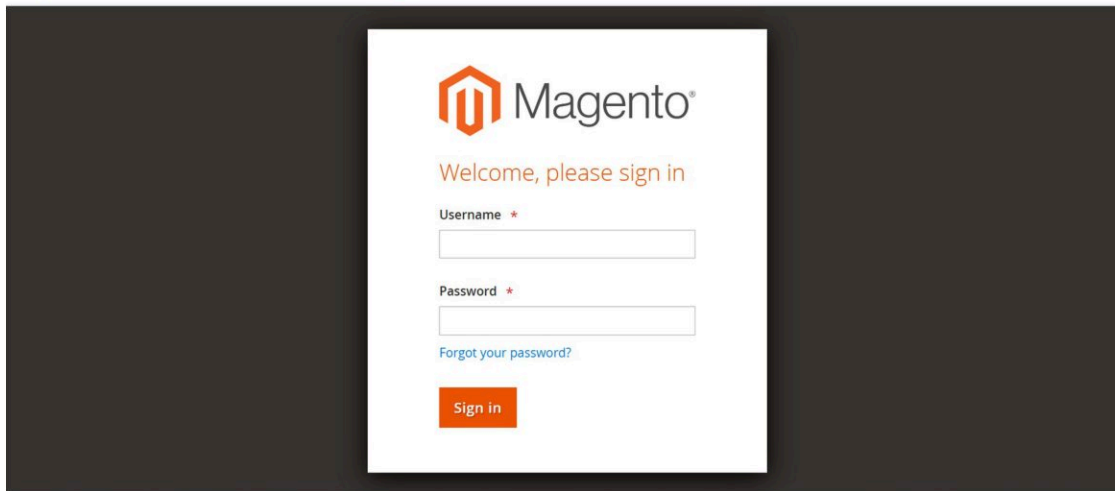 Magento®
Welcome, please sign in
Username *
Password *
Forgot your password?
Sign in